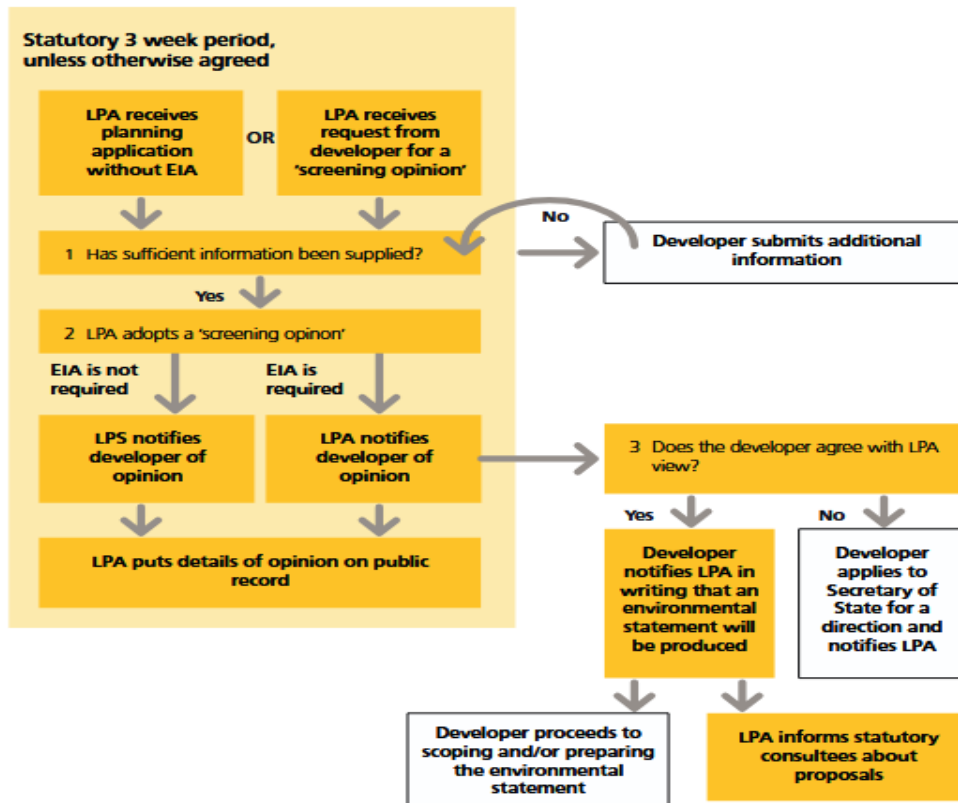 Statutory 3 week period,
unless otherwise agreed
LPA receives
planning
application
without EIA
OR
LPA receives
request from
developer for a
‘screening opinion’
No
1 Has sufficient information been supplied?
Developer submits additional
information
Yes
2 LPA adopts a ‘screening opinon’
EIA is not
required
EIA is
required
LPS notifies
developer of
opinion
LPA notifies
developer of
opinion
3 Does the developer agree with LPA
view?
LPA puts details of opinion on public
record
Yes
No
Developer
notifies LPA in
writing that an
environmental
statement will
be produced
Developer
applies to
Secretary of
State for a
direction and
notifies LPA
Developer proceeds to
scoping and/or preparing
the environmental
statement
LPA informs statutory
consultees about
proposals